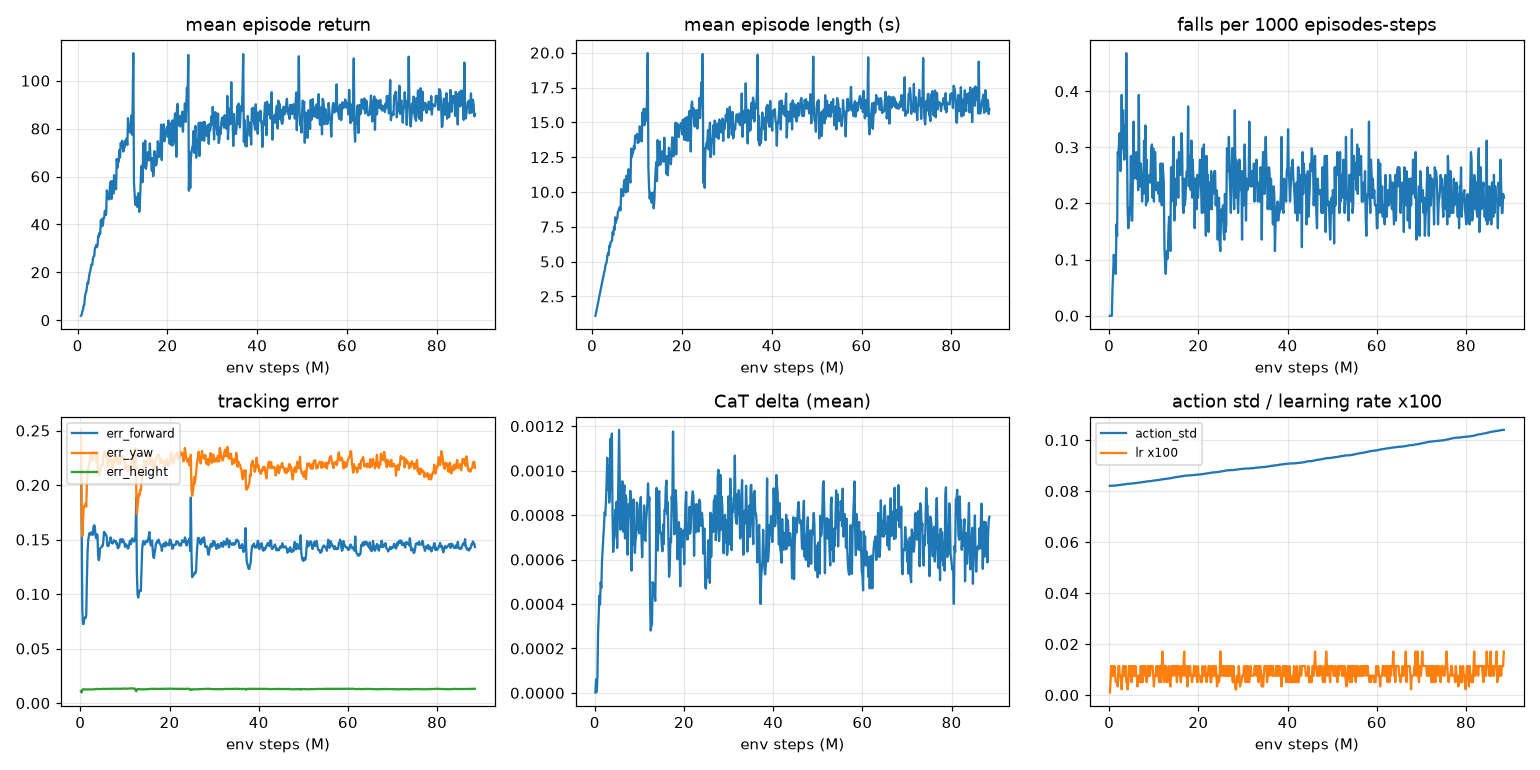 mean episode return
100
80
60
40
20
0
0 20 40 60 80
env steps (M)
mean episode length (s)
20.0
17.5
15.0
12.5
10.0
7.5
5.0
2.5
0 20 40 60 80
env steps (M)
falls per 1000 episodes-steps
0.4
0.3
0.2
0.1
0.0
0 20 40 60 80
env steps (M)
tracking error
err_forward
err_yaw
err_height
0.25
0.20
0.15
0.10
0.05
0.00
0 20 40 60 80
env steps (M)
CaT delta (mean)
0.0012
0.0010
0.0008
0.0006
0.0004
0.0002
0.0000
0 20 40 60 80
env steps (M)
action std / learning rate x100
action_std
lr x100
0.10
0.08
0.06
0.04
0.02
0.00
0 20 40 60 80
env steps (M)